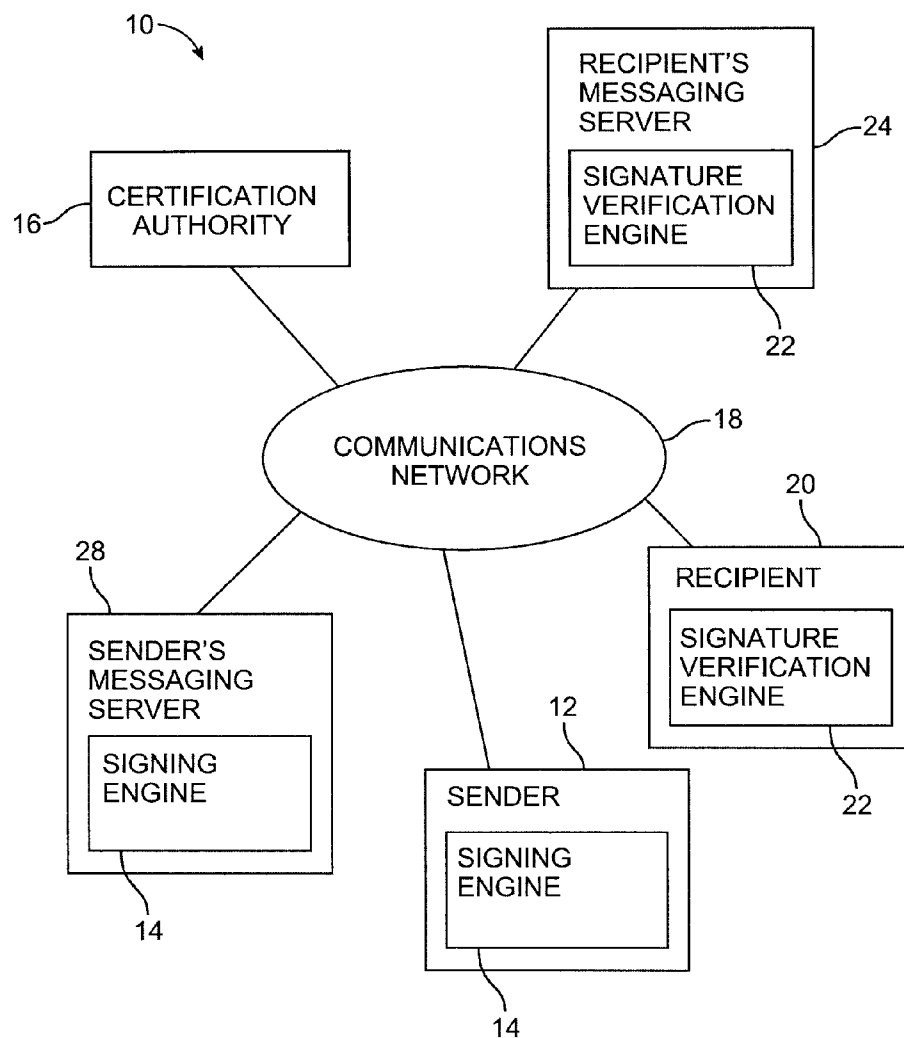 10
RECIPIENT'S
MESSAGING
SERVER
24
SIGNATURE
VERIFICATION
ENGINE
22
16
CERTIFICATION
AUTHORITY
18
COMMUNICATIONS
NETWORK
20
RECIPIENT
SIGNATURE
VERIFICATION
ENGINE
22
28
SENDER'S
MESSAGING
SERVER
SIGNING
ENGINE
14
12
SENDER
SIGNING
ENGINE
14